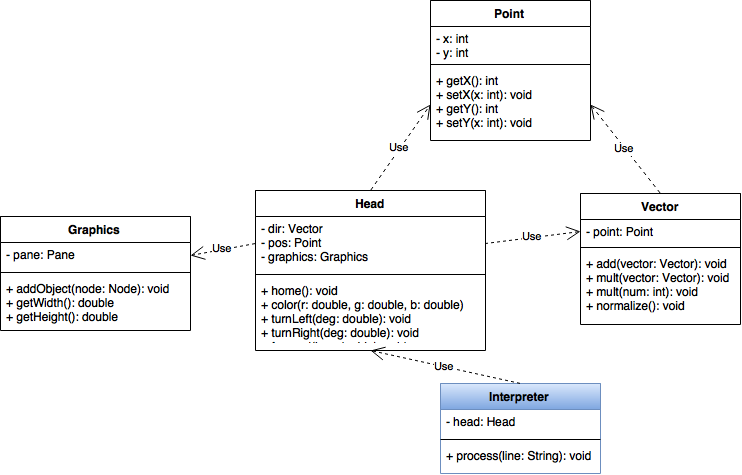 Point
- x: int
- y: int
+ getX(): int
+ setX(x: int): void
+ getY(): int
+ setY(x: int): void
Use
Use
Head
- dir: Vector
- pos: Point
- graphics: Graphics
+ home(): void
+ color(r: double, g: double, b: double)
+ turnLeft(deg: double): void
+ turnRight(deg: double): void
Vector
- point: Point
+ add(vector: Vector): void
+ mult(vector: Vector): void
+ mult(num: int): void
+ normalize(): void
Graphics
- pane: Pane
+ addObject(node: Node): void
+ getWidth(): double
+ getHeight(): double
Use
Use
Use
Interpreter
- head: Head
+ process(line: String): void